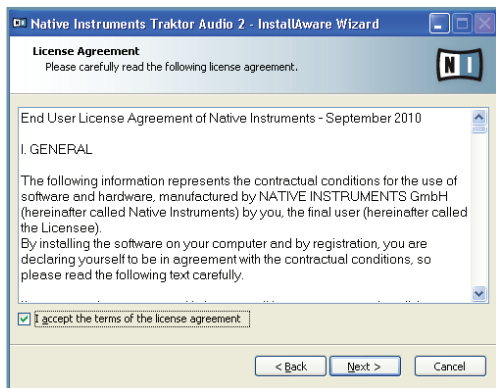 Native Instruments Traktor Audio 2 - InstallAware Wizard
License Agreement
Please carefully read the following license agreement.
NI
End User License Agreement of Native Instruments - September 2010
I. GENERAL
The following information represents the contractual conditions for the use of
software and hardware, manufactured by NATIVE INSTRUMENTS GmbH
(hereinafter called Native Instruments) by you, the final user (hereinafter called
the Licensee).
By installing the software on your computer and by registration, you are
declaring yourself to be in agreement with the contractual conditions, so
please read the following text carefully.
I accept the terms of the license agreement
< Back Next > Cancel